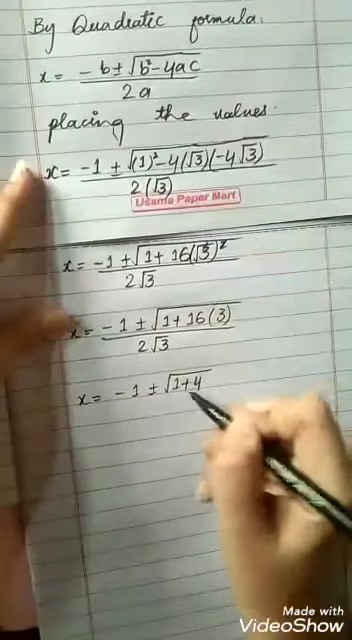 By Quadratic formula.
x = -b ± √b² - 4ac
2a
placing the values.
x = -1 ± √(1)² - 4(√3)(-4√3)
2(√3)
Usama Paper Mart
x = -1 ± √1 + 16(√3)²
2√3
x = -1 ± √1 + 16(3)
2√3
x = -1 ± √1+4
Made with
VideoShow